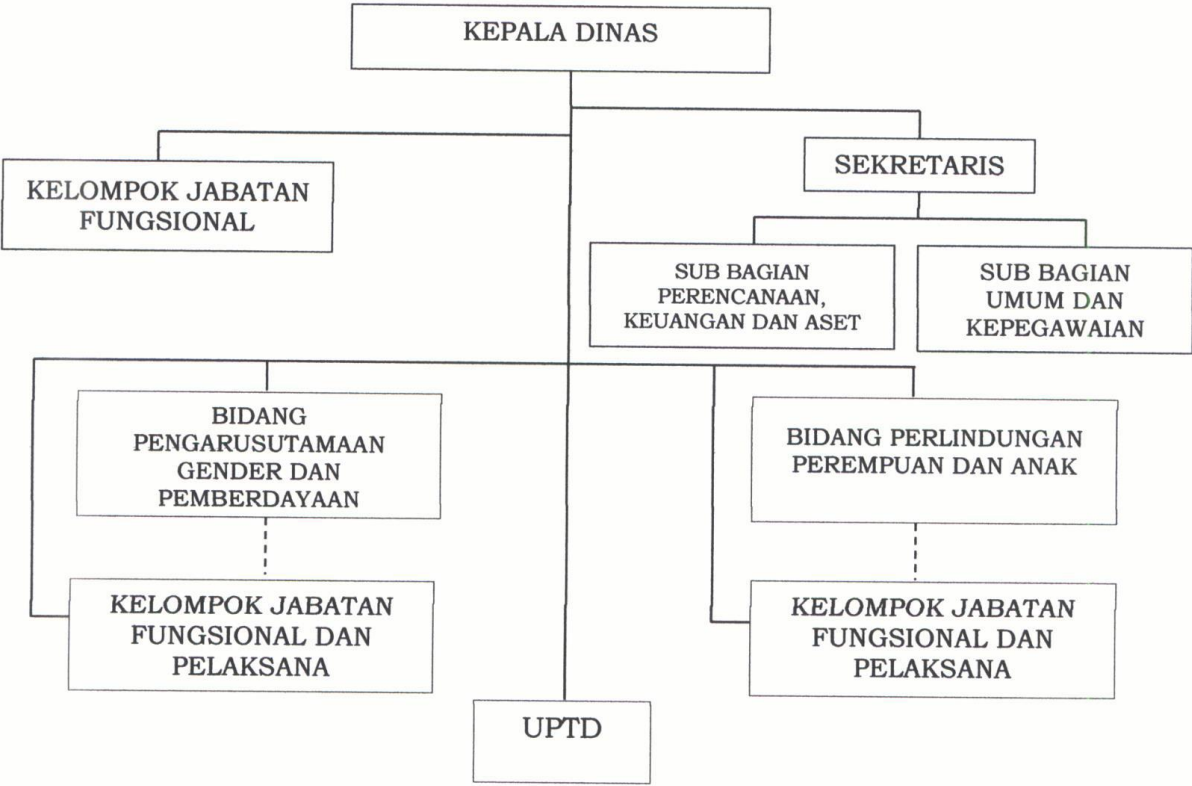 KEPALA DINAS
KELOMPOK JABATAN
FUNGSIONAL
SEKRETARIS
SUB BAGIAN
PERENCANAAN,
KEUANGAN DAN ASET
SUB BAGIAN
UMUM DAN
KEPEGAWAIAN
BIDANG
PENGARUSUTAMAAN
GENDER DAN
PEMBERDAYAAN
BIDANG PERLINDUNGAN
PEREMPUAN DAN ANAK
KELOMPOK JABATAN
FUNGSIONAL DAN
PELAKSANA
KELOMPOK JABATAN
FUNGSIONAL DAN
PELAKSANA
UPTD